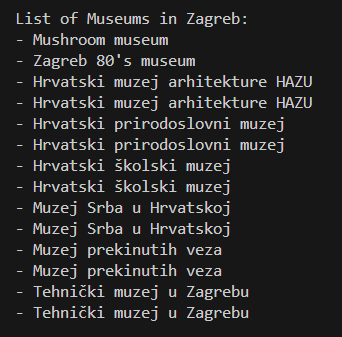 List of Museums in Zagreb:
- Mushroom museum
- Zagreb 80's museum
- Hrvatski muzej arhitekture HAZU
- Hrvatski muzej arhitekture HAZU
- Hrvatski prirodoslovni muzej
- Hrvatski prirodoslovni muzej
- Hrvatski školski muzej
- Hrvatski školski muzej
- Muzej Srba u Hrvatskoj
- Muzej Srba u Hrvatskoj
- Muzej prekinutih veza
- Muzej prekinutih veza
- Tehnički muzej u Zagrebu
- Tehnički muzej u Zagrebu